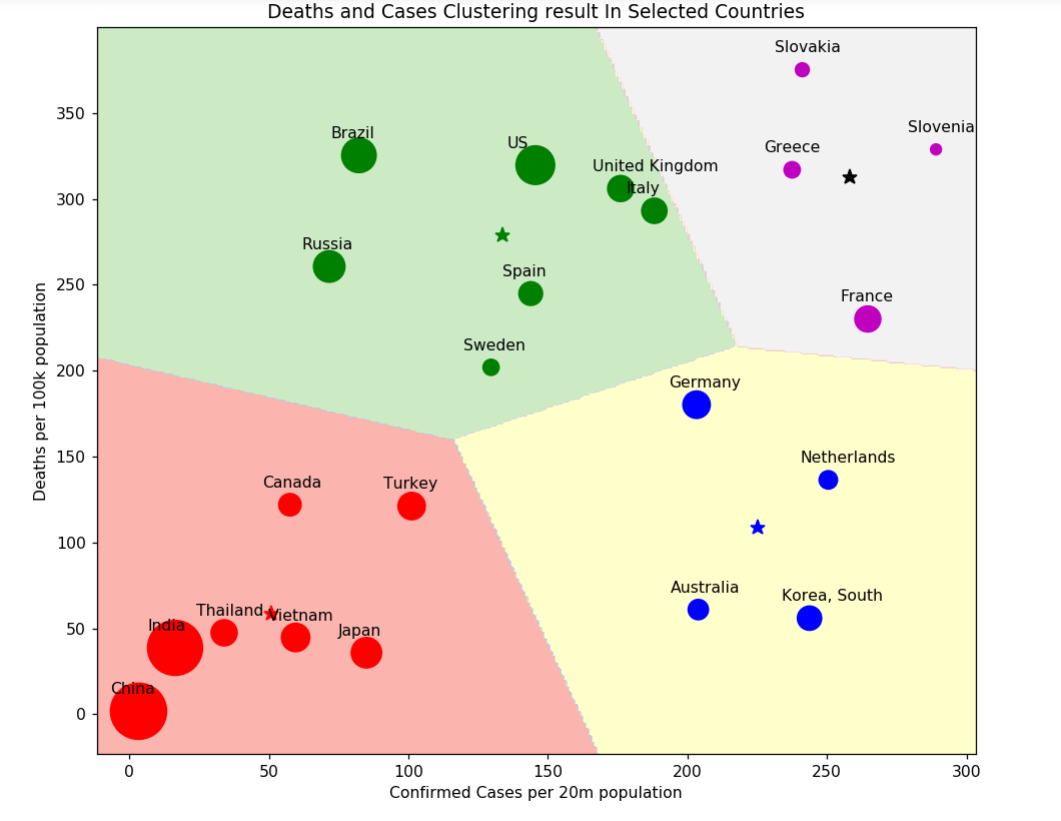 Deaths and Cases Clustering result In Selected Countries
Slovakia
Slovenia
Brazil
US
Greece
United Kingdom
Italy
Russia
Spain
France
Sweden
Germany
Netherlands
Canada
Turkey
Australia
Korea, South
Thailand
Vietnam
India
Japan
China
350
300
250
200
150
100
50
0
Deaths per 100k population
0
50
100
150
200
250
300
Confirmed Cases per 20m population